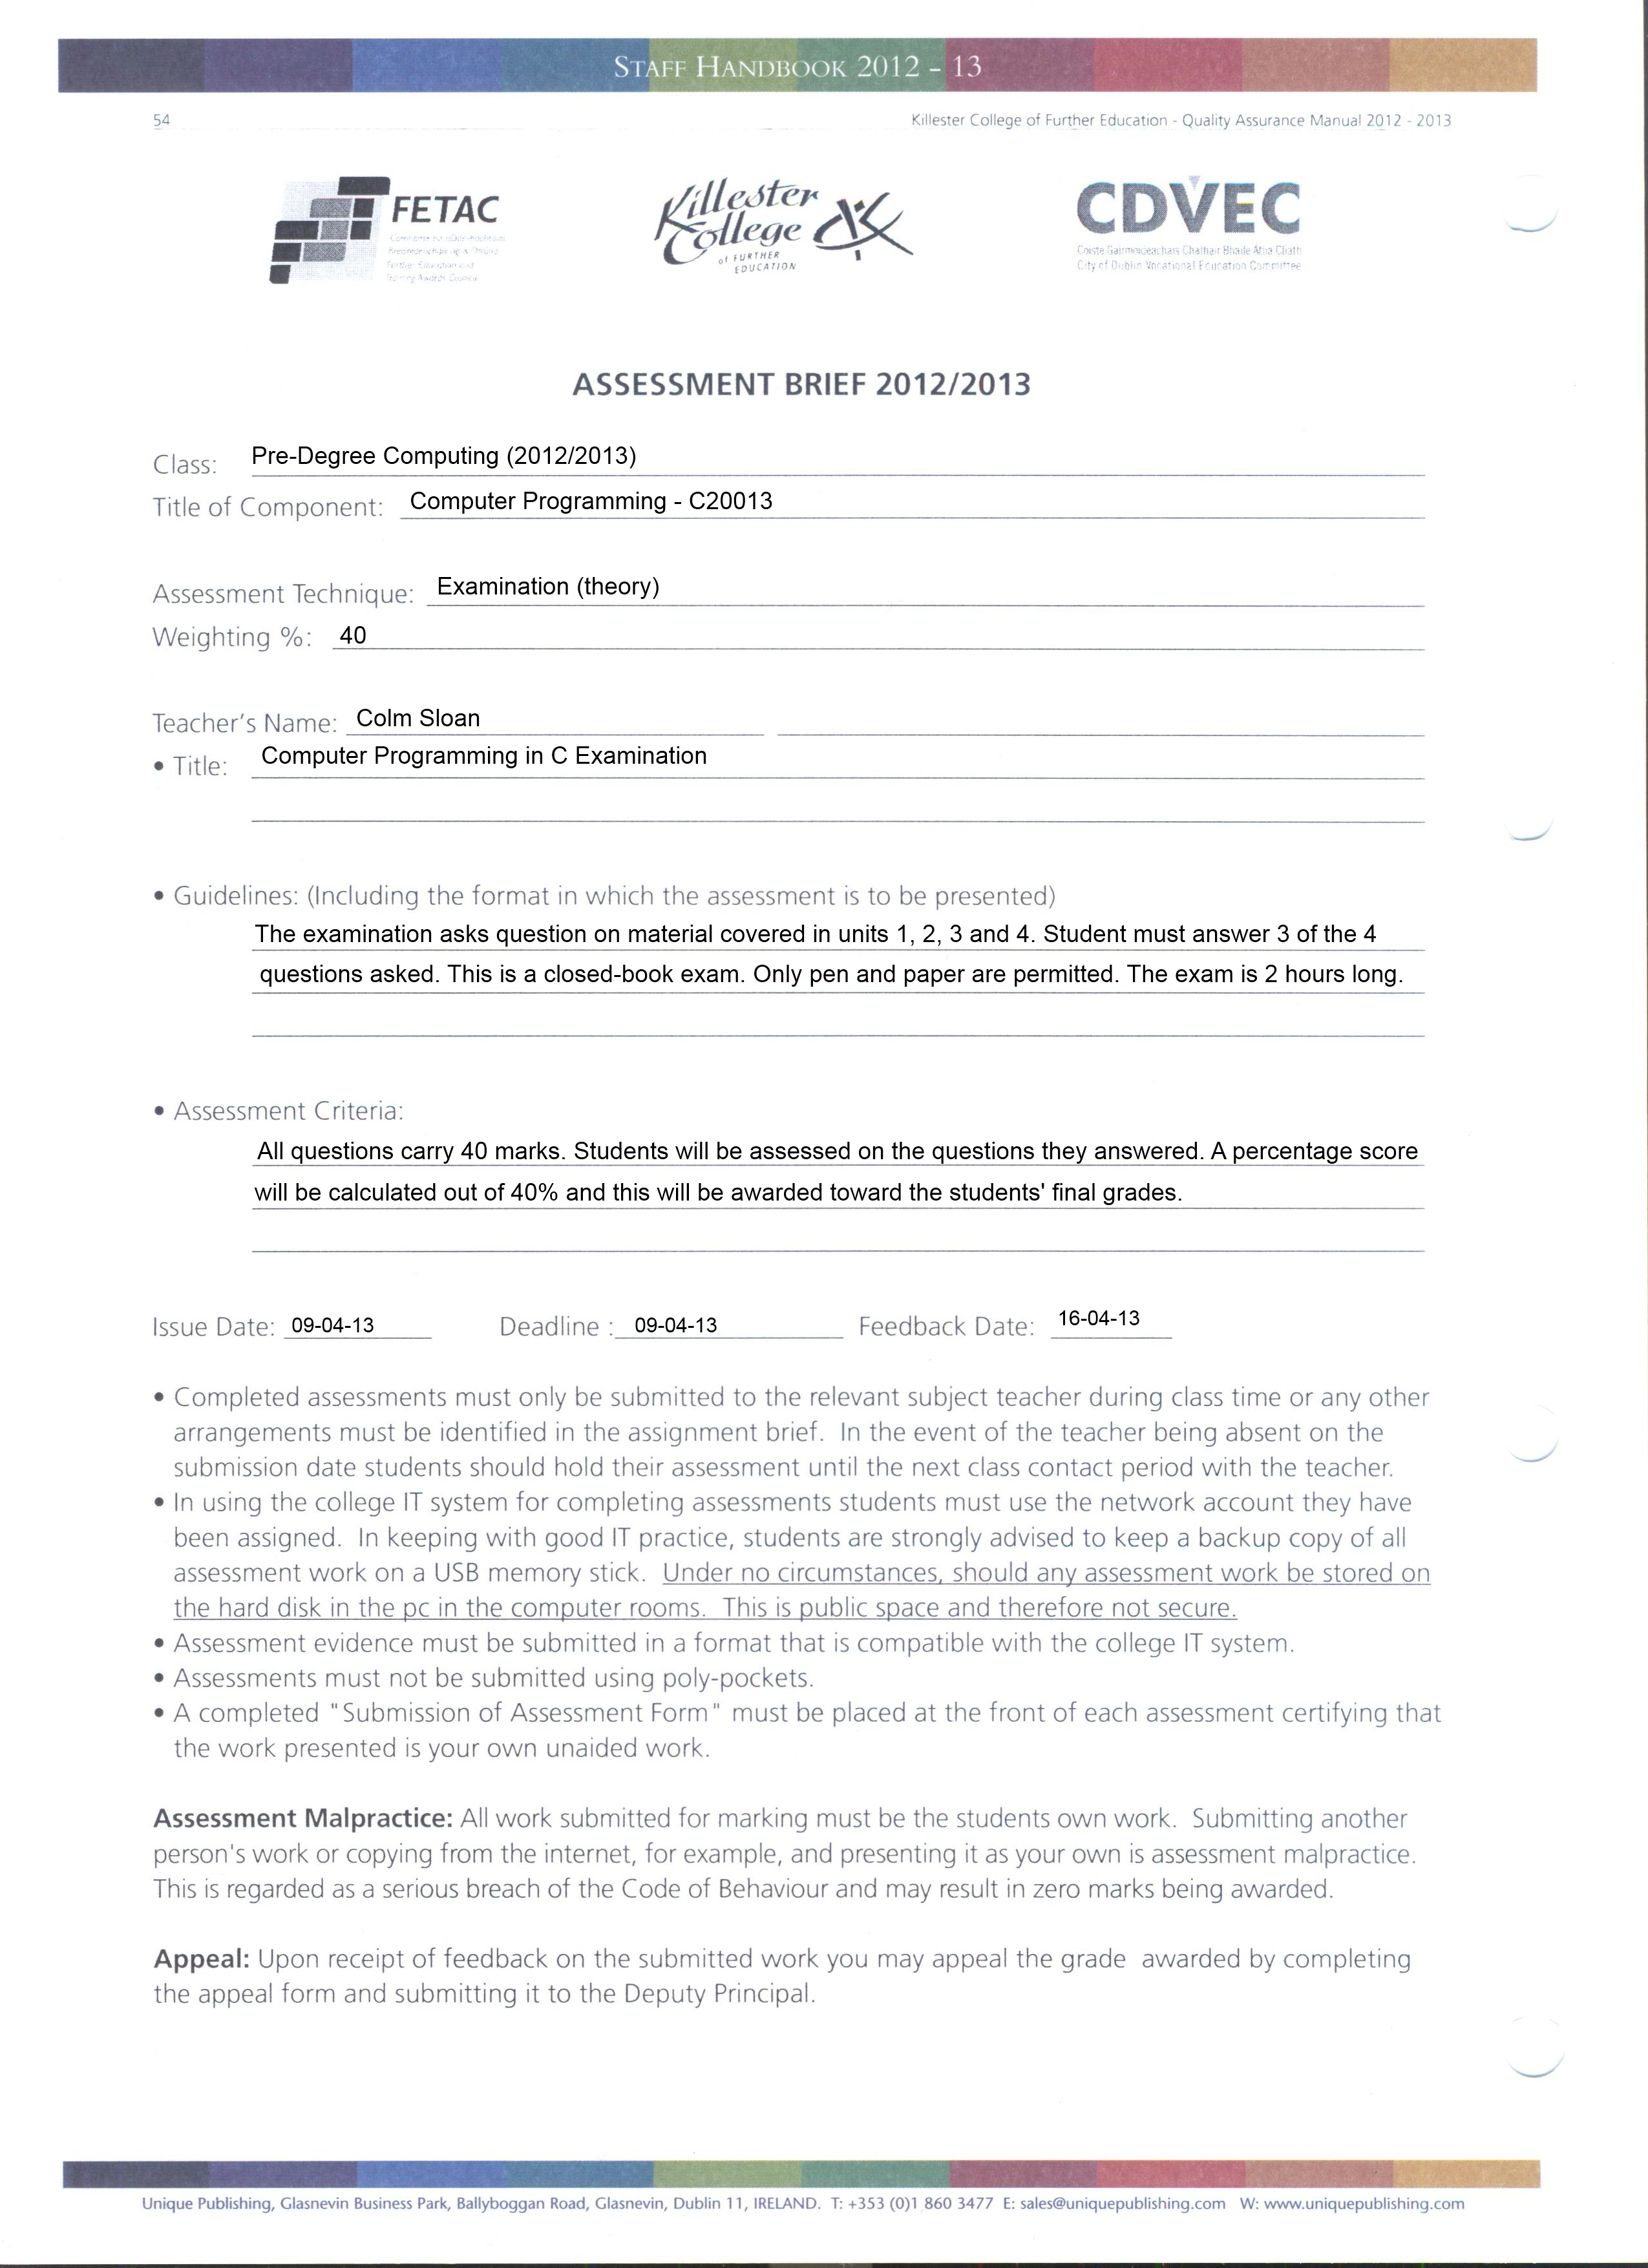 STAFF HANDBOOK 2012 – 13
54
Killester College of Further Education - Quality Assurance Manual 2012 - 2013
FETAC
Killester
College
of FURTHER
EDUCATION
CDVEC
Coiste Gairmoideachais Chathair Bhaile Átha Cliath
City of Dublin Vocational Education Committee
Further Education and
Training Awards Council
ASSESSMENT BRIEF 2012/2013
Class: Pre-Degree Computing (2012/2013)
Title of Component: Computer Programming - C20013
Assessment Technique: Examination (theory)
Weighting %: 40
Teacher's Name: Colm Sloan
• Title: Computer Programming in C Examination
• Guidelines: (Including the format in which the assessment is to be presented)
The examination asks question on material covered in units 1, 2, 3 and 4. Student must answer 3 of the 4
questions asked. This is a closed-book exam. Only pen and paper are permitted. The exam is 2 hours long.
• Assessment Criteria:
All questions carry 40 marks. Students will be assessed on the questions they answered. A percentage score
will be calculated out of 40% and this will be awarded toward the students' final grades.
Issue Date: 09-04-13 Deadline : 09-04-13 Feedback Date: 16-04-13
• Completed assessments must only be submitted to the relevant subject teacher during class time or any other
arrangements must be identified in the assignment brief. In the event of the teacher being absent on the
submission date students should hold their assessment until the next class contact period with the teacher.
• In using the college IT system for completing assessments students must use the network account they have
been assigned. In keeping with good IT practice, students are strongly advised to keep a backup copy of all
assessment work on a USB memory stick. Under no circumstances, should any assessment work be stored on
the hard disk in the pc in the computer rooms. This is public space and therefore not secure.
• Assessment evidence must be submitted in a format that is compatible with the college IT system.
• Assessments must not be submitted using poly-pockets.
• A completed "Submission of Assessment Form" must be placed at the front of each assessment certifying that
the work presented is your own unaided work.
Assessment Malpractice: All work submitted for marking must be the students own work. Submitting another
person's work or copying from the internet, for example, and presenting it as your own is assessment malpractice.
This is regarded as a serious breach of the Code of Behaviour and may result in zero marks being awarded.
Appeal: Upon receipt of feedback on the submitted work you may appeal the grade awarded by completing
the appeal form and submitting it to the Deputy Principal.
Unique Publishing, Glasnevin Business Park, Ballyboggan Road, Glasnevin, Dublin 11, IRELAND. T: +353 (0)1 860 3477 E: sales@uniquepublishing.com W: www.uniquepublishing.com